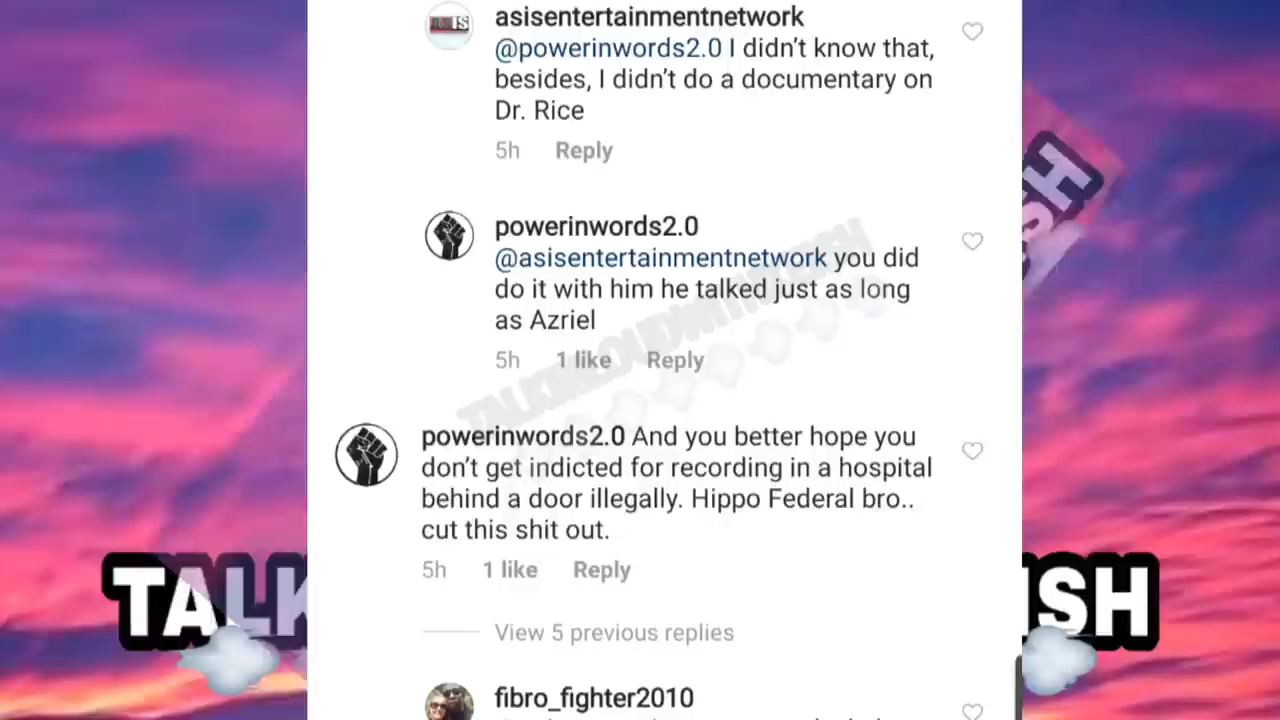 asisentertainmentnetwork
@powerinwords2.0 I didn't know that,
besides, I didn't do a documentary on
Dr. Rice
5h Reply
powerinwords2.0
@asisentertainmentnetwork you did
do it with him he talked just as long
as Azriel
5h 1 like Reply
powerinwords2.0 And you better hope you
don't get indicted for recording in a hospital
behind a door illegally. Hippo Federal bro..
cut this shit out.
5h 1 like Reply
View 5 previous replies
fibro_fighter2010
TALK
ISH